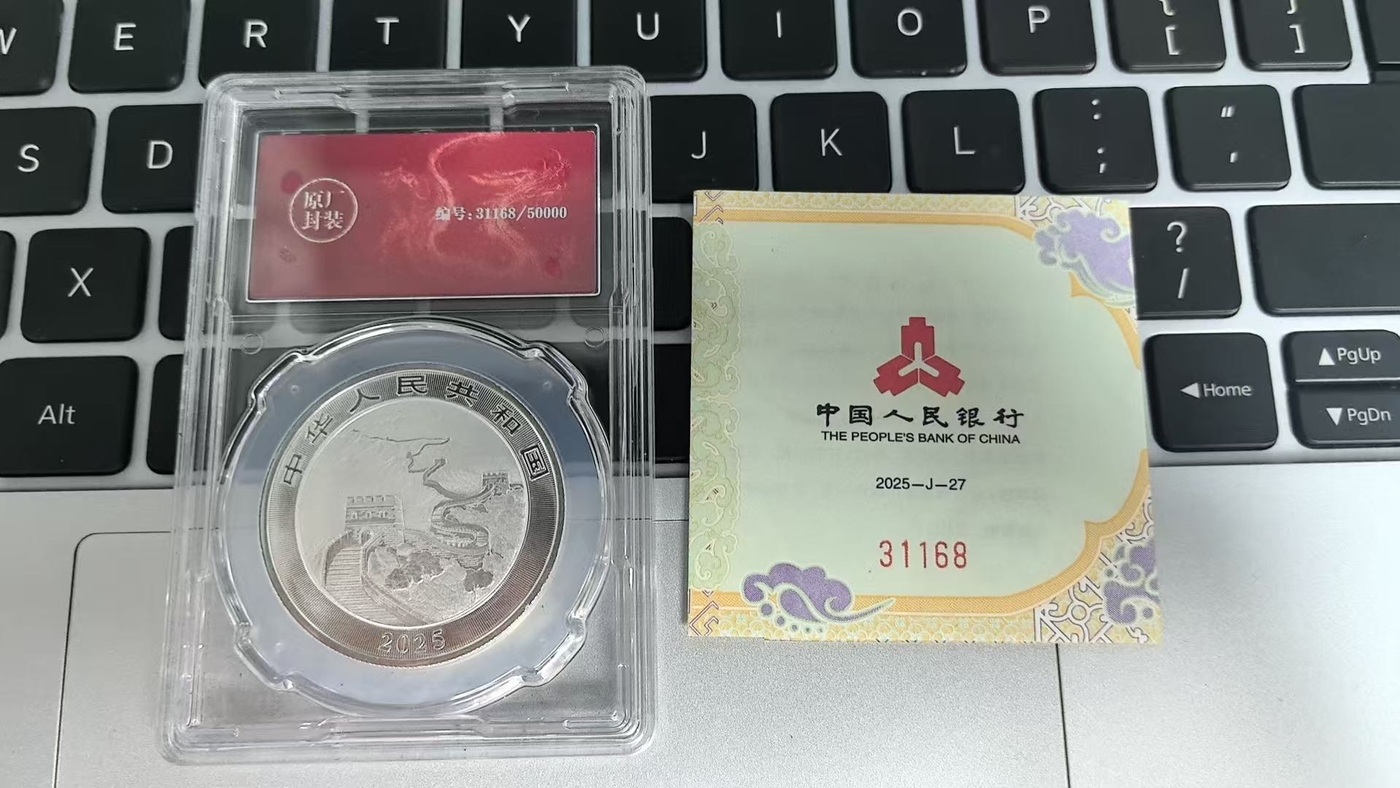 W E R T Y U I O P { [ } ]
S D J K L : ; " '
X ? /
Alt Home PgUp PgDn
原厂
封装
编号:31168/50000
中华人民共和国
2025
中国人民银行
THE PEOPLE'S BANK OF CHINA
2025—J—27
31168